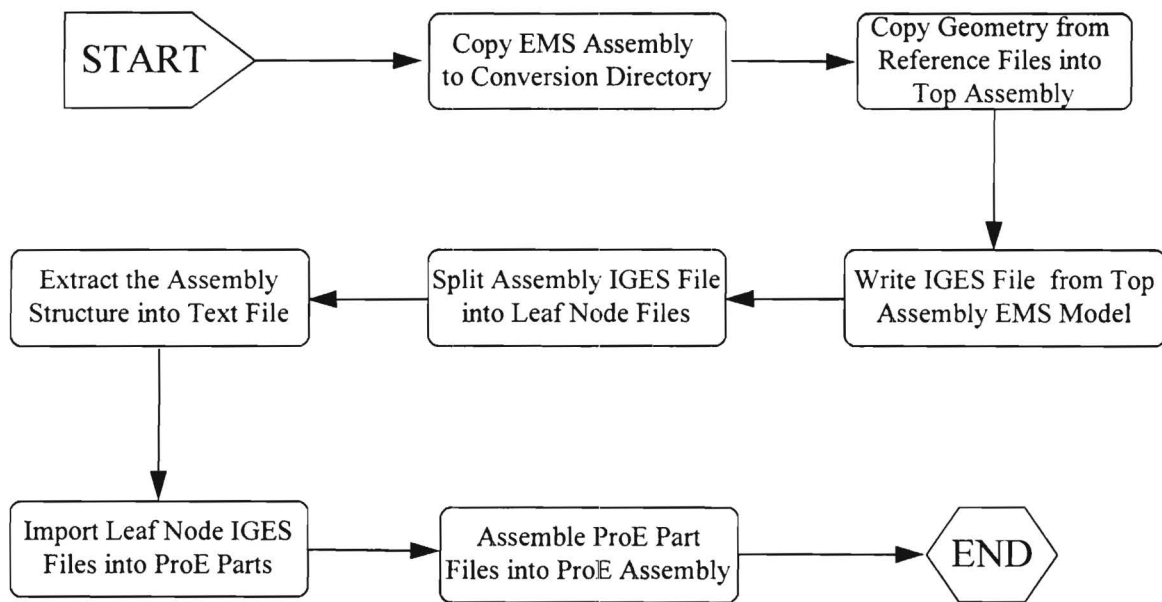 START
Copy EMS Assembly
to Conversion Directory
Copy Geometry from
Reference Files into
Top Assembly
Write IGES File from Top
Assembly EMS Model
Split Assembly IGES File
into Leaf Node Files
Extract the Assembly
Structure into Text File
Import Leaf Node IGES
Files into ProE Parts
Assemble ProE Part
Files into ProE Assembly
END